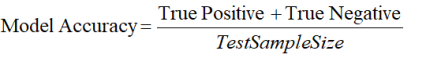 Model Accuracy = True Positive + True Negative / TestSampleSize